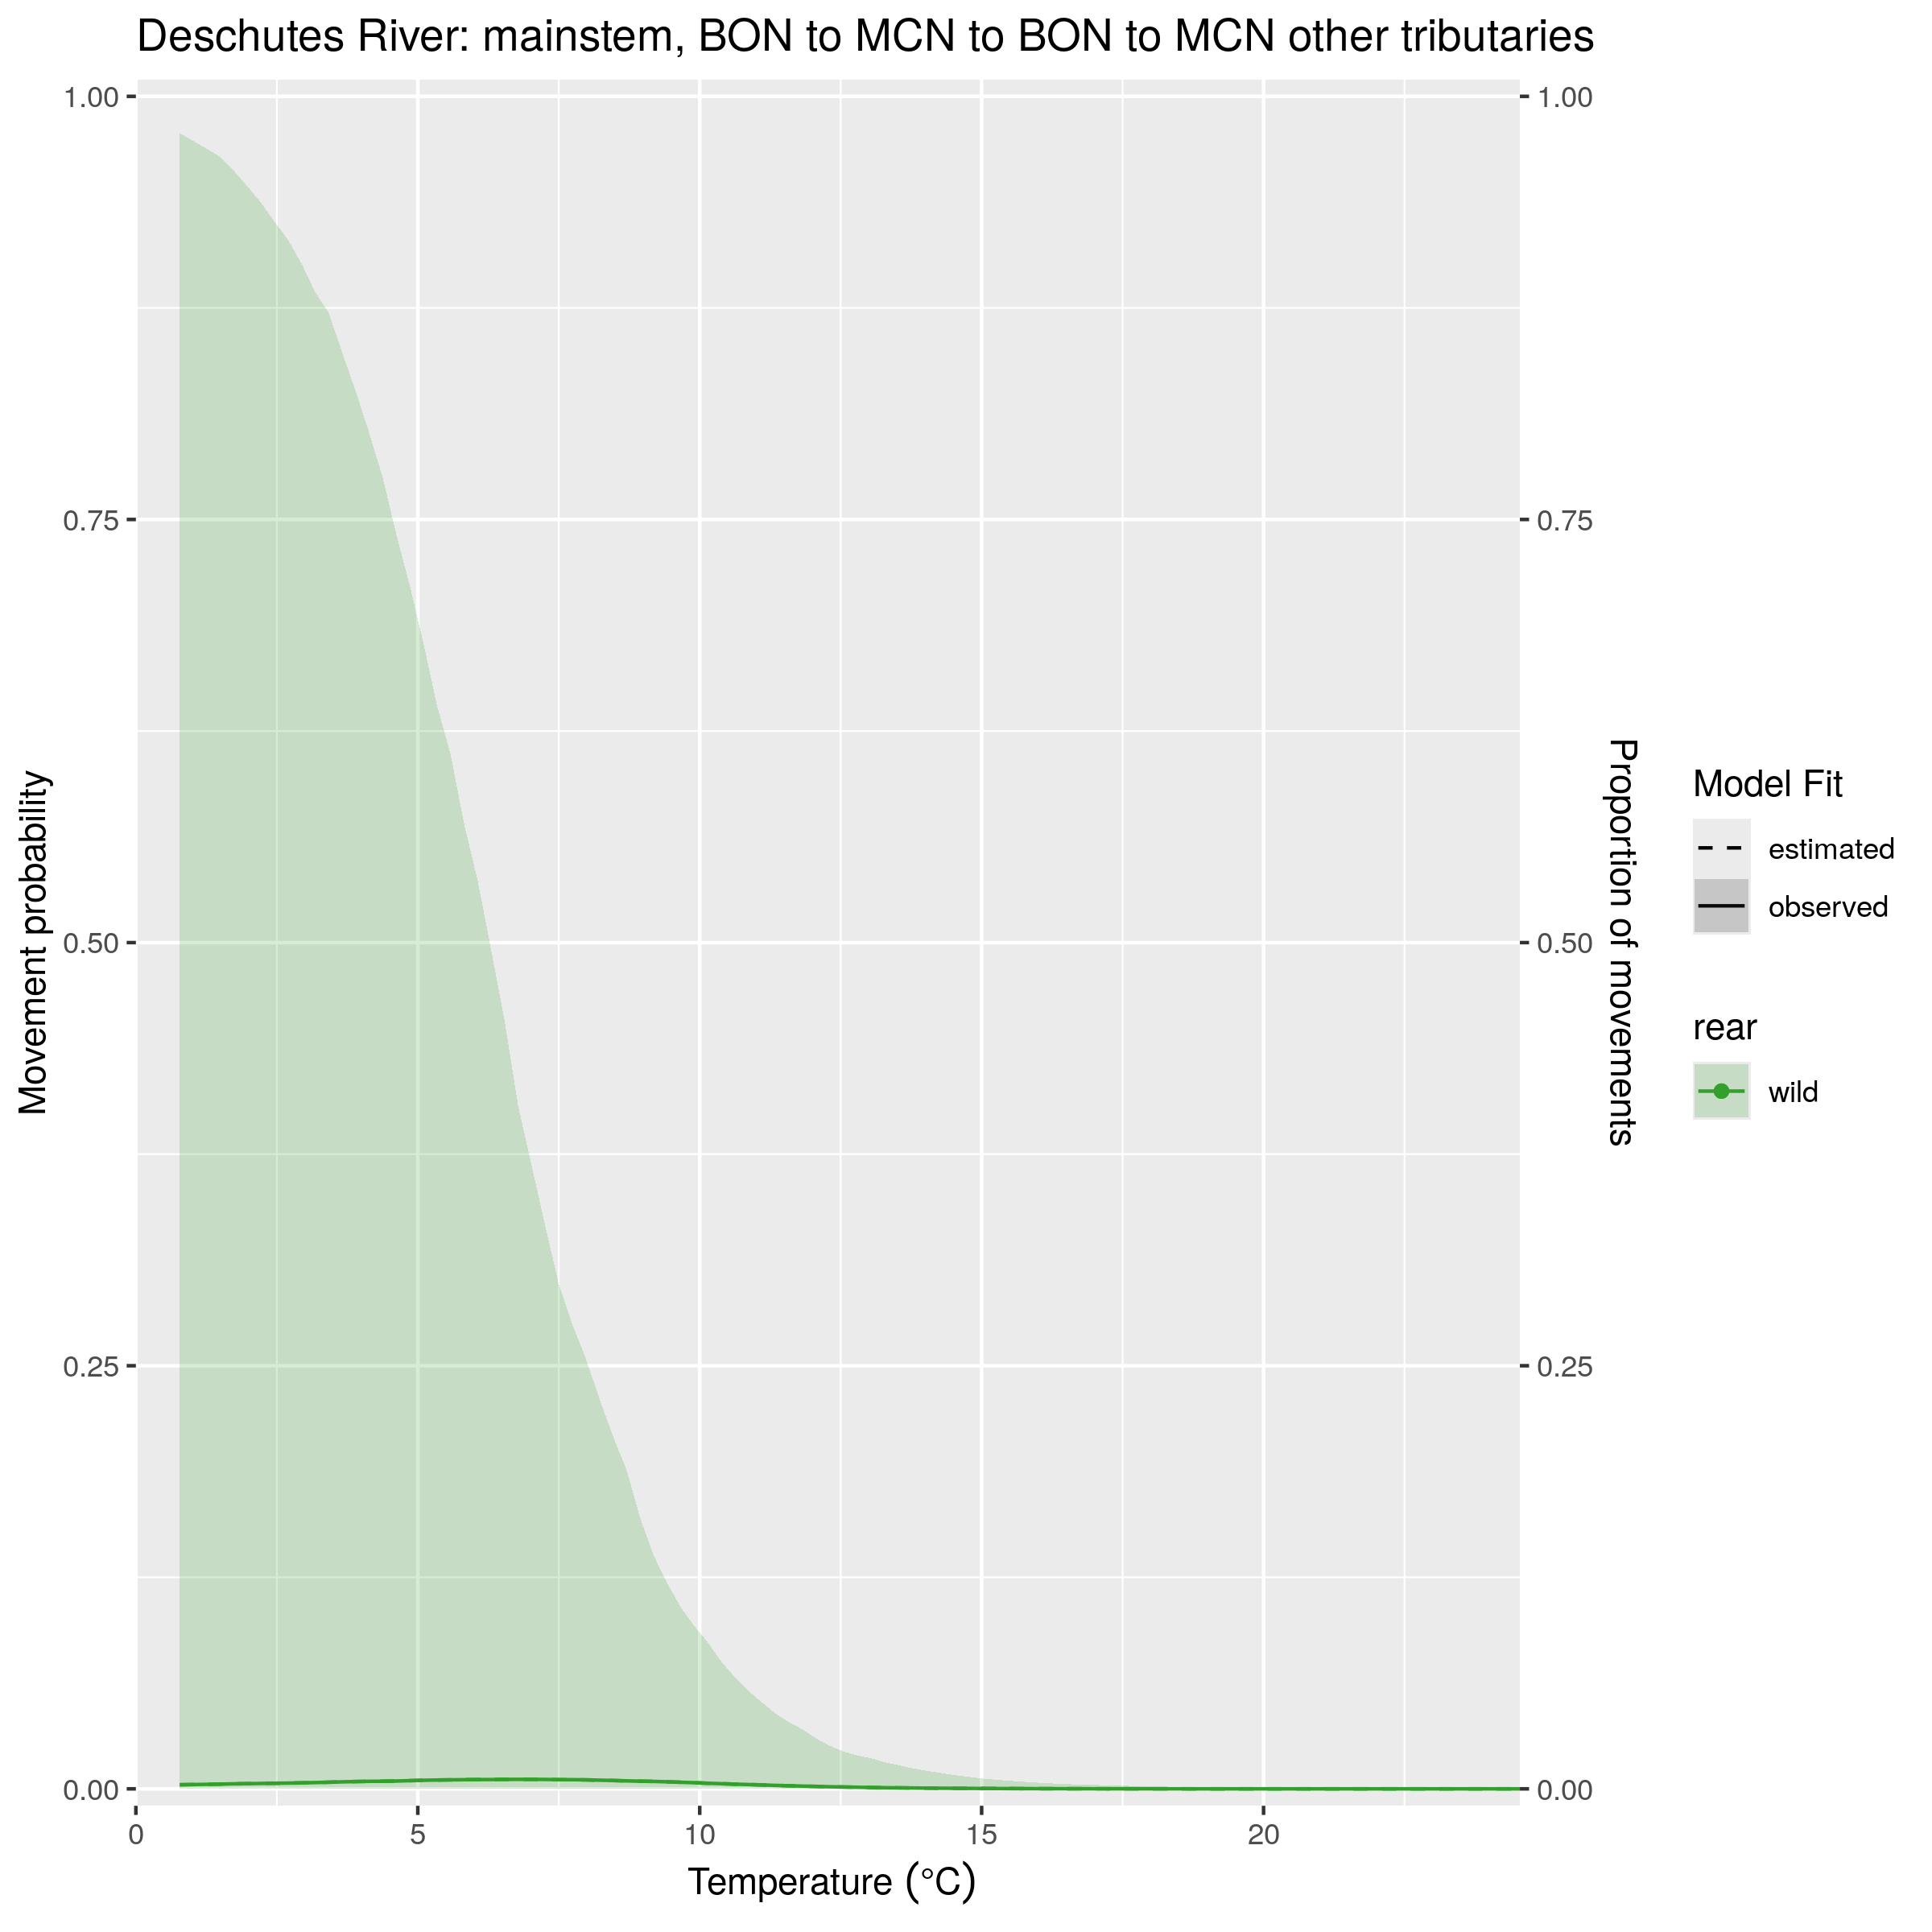 Deschutes River: mainstem, BON to MCN to BON to MCN other tributaries
Movement probability
1.00
0.75
0.50
0.25
0.00
0
5
10
15
20
Temperature (°C)
1.00
0.75
0.50
0.25
0.00
Proportion of movements
Model Fit
estimated
observed
rear
wild